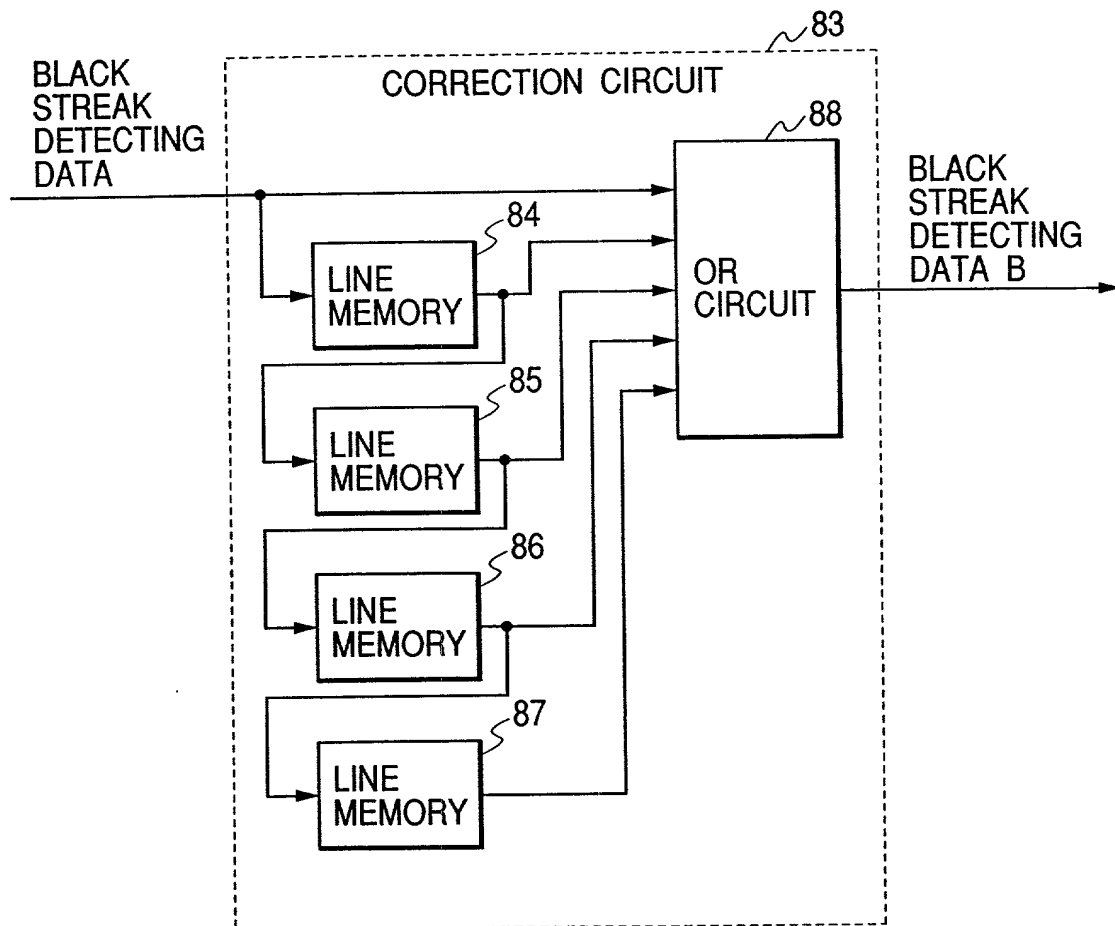 83
BLACK
STREAK
DETECTING
DATA
CORRECTION CIRCUIT
88
BLACK
STREAK
DETECTING
DATA B
OR
CIRCUIT
84
LINE
MEMORY
85
LINE
MEMORY
86
LINE
MEMORY
87
LINE
MEMORY